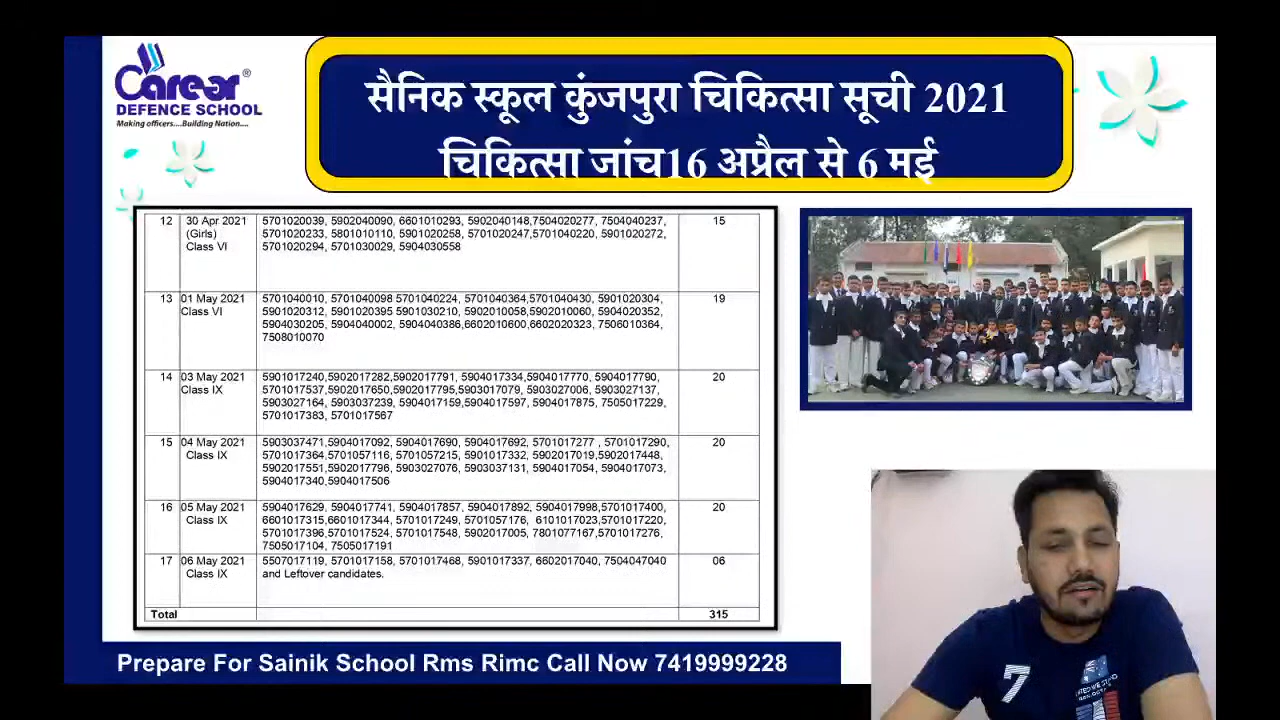 Career®
DEFENCE SCHOOL
Making officers....Building Nation....
सैनिक स्कूल कुंजपुरा चिकित्सा सूची 2021
चिकित्सा जांच16 अप्रैल से 6 मई
12 30 Apr 2021 5701020039, 5902040090, 6601010293, 5902040148,7504020277, 7504040237, 15
(Girls) 5701020233, 5801010110, 5901020258, 5701020247,5701040220, 5901020272,
Class VI 5701020294, 5701030029, 5904030558
13 01 May 2021 5701040010, 5701040098 5701040224, 5701040364,5701040430, 5901020304, 19
Class VI 5901020312, 5901020395 5901030210, 5902010058,5902010060, 5904020352,
5904030205, 5904040002, 5904040386,6602010600,6602020323, 7506010364,
7508010070
14 03 May 2021 5901017240,5902017282,5902017791, 5904017334,5904017770, 5904017790, 20
Class IX 5701017537,5902017650,5902017795,5903017079, 5903027006, 5903027137,
5903027164, 5903037239, 5904017159,5904017597, 5904017875, 7505017229,
5701017383, 5701017567
15 04 May 2021 5903037471,5904017092, 5904017690, 5904017692, 5701017277 , 5701017290, 20
Class IX 5701017364,5701057116, 5701057215, 5901017332, 5902017019,5902017448,
5902017551,5902017796, 5903027076, 5903037131, 5904017054, 5904017073,
5904017340,5904017506
16 05 May 2021 5904017629, 5904017741, 5904017857, 5904017892, 5904017998,5701017400, 20
Class IX 6601017315,6601017344, 5701017249, 5701057176, 6101017023,5701017220,
5701017396,5701017524, 5701017548, 5902017005, 7801077167,5701017276,
7505017104, 7505017191
17 06 May 2021 5507017119, 5701017158, 5701017468, 5901017337, 6602017040, 7504047040 06
Class IX and Leftover candidates.
Total 315
Prepare For Sainik School Rms Rimc Call Now 7419999228
7